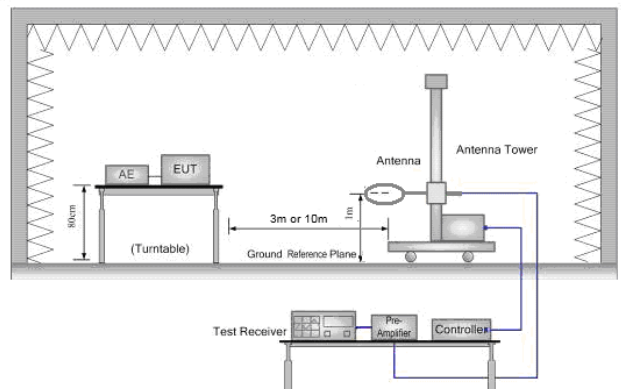 Antenna
Antenna Tower
AE
EUT
80cm
(Turntable)
3m or 10m
1m
Ground Reference Plane
Test Receiver
Pre-
Amplifier
Controller